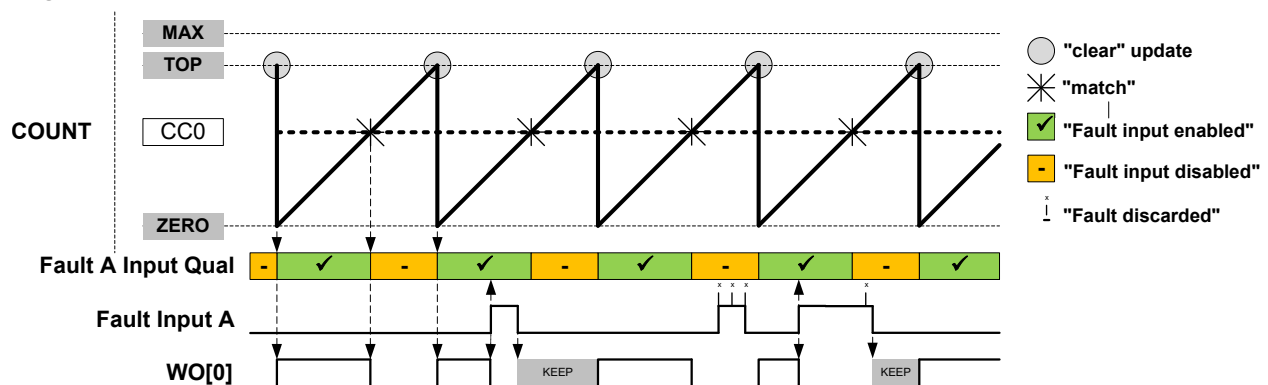 MAX
TOP
"clear" update
"match"
COUNT
CC0
"Fault input enabled"
✓
- "Fault input disabled"
x
- "Fault discarded"
ZERO
Fault A Input Qual - ✓ - ✓ - ✓ - ✓ - ✓
x x x x
Fault Input A
WO[0] KEEP KEEP